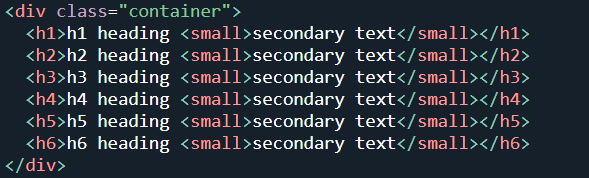 <div class="container">
  <h1>h1 heading <small>secondary text</small></h1>
  <h2>h2 heading <small>secondary text</small></h2>
  <h3>h3 heading <small>secondary text</small></h3>
  <h4>h4 heading <small>secondary text</small></h4>
  <h5>h5 heading <small>secondary text</small></h5>
  <h6>h6 heading <small>secondary text</small></h6>
</div>